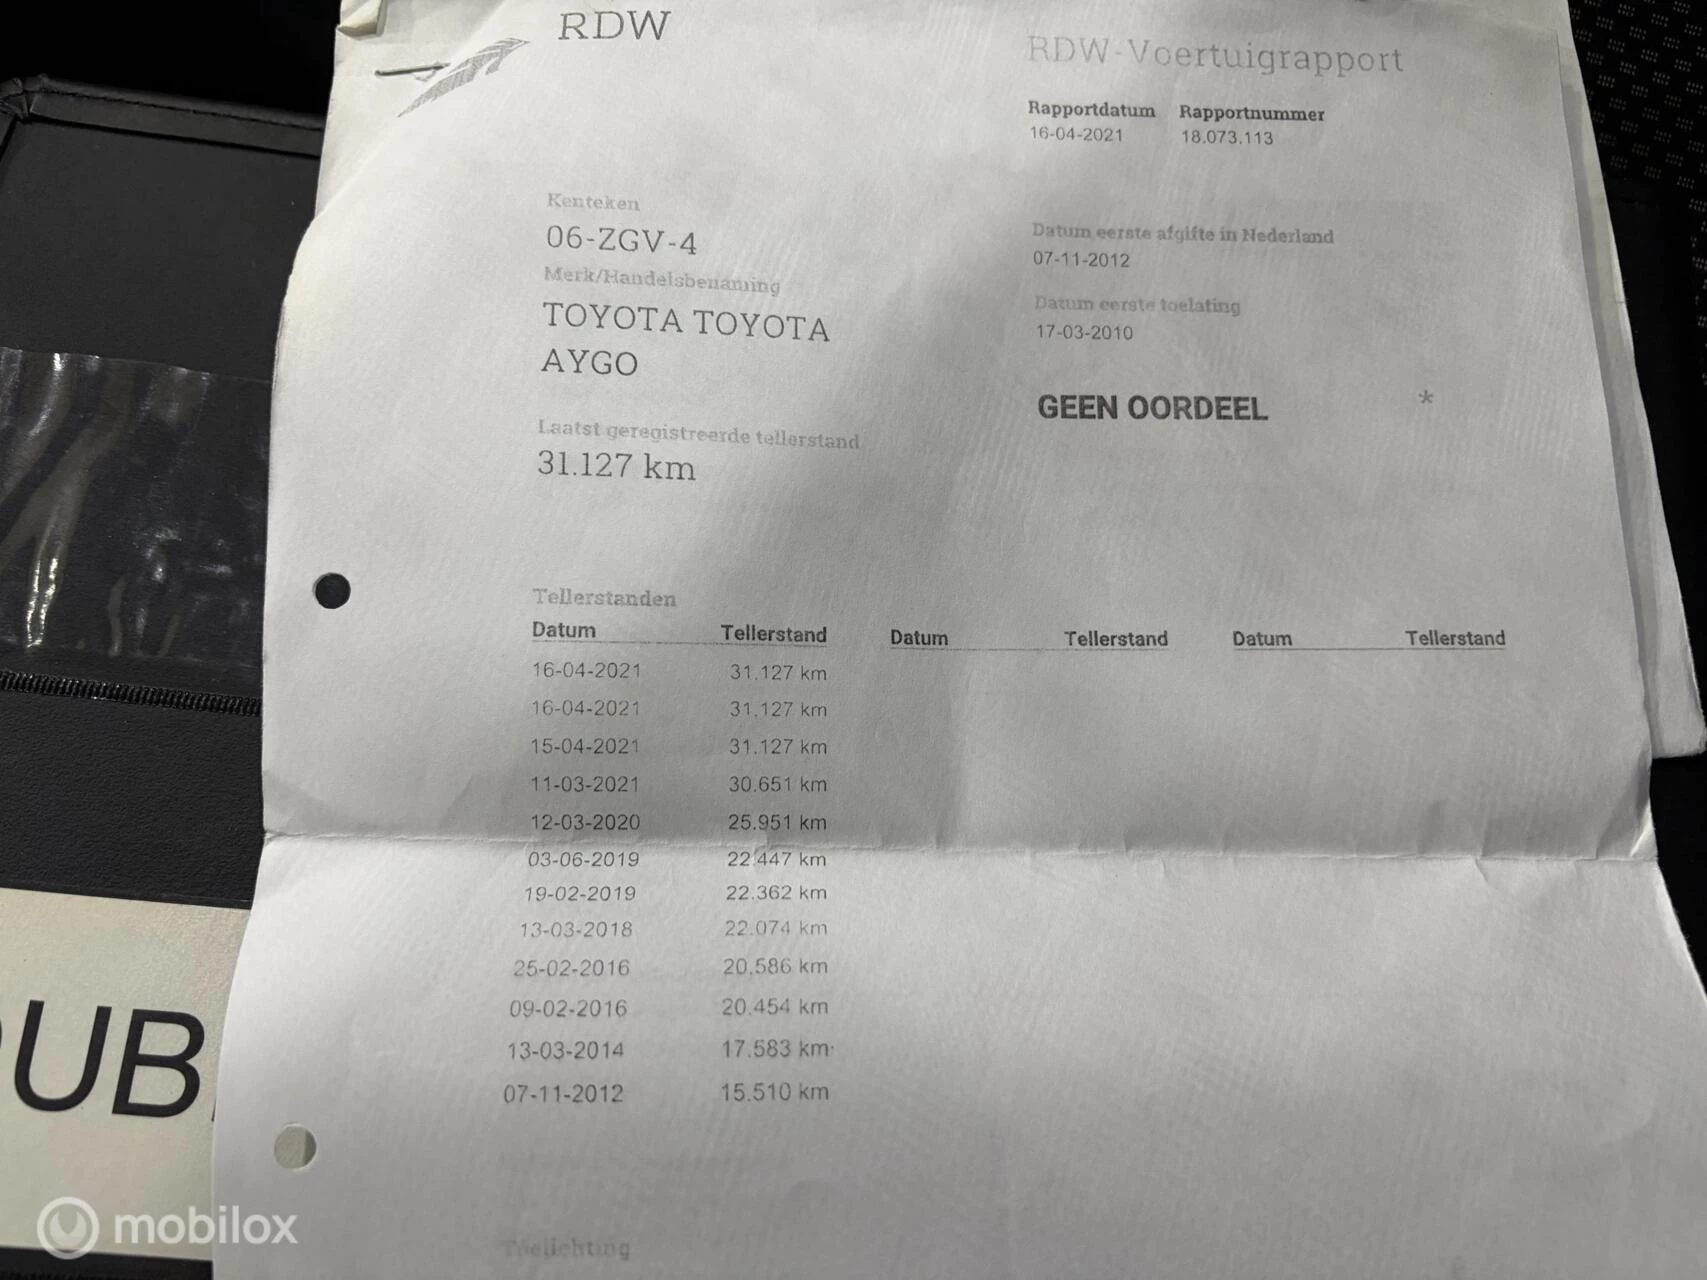 RDW
RDW-Voertuigrapport
Rapportdatum Rapportnummer
16-04-2021 18.073.113
Kenteken
06-ZGV-4
Merk/Handelsbenaming
TOYOTA TOYOTA
AYGO
Laatst geregistreerde tellerstand
31.127 km
Datum eerste afgifte in Nederland
07-11-2012
Datum eerste toelating
17-03-2010
GEEN OORDEEL *
Tellerstanden
Datum Tellerstand Datum Tellerstand Datum Tellerstand
16-04-2021 31.127 km
16-04-2021 31.127 km
15-04-2021 31.127 km
11-03-2021 30.651 km
12-03-2020 25.951 km
03-06-2019 22.447 km
19-02-2019 22.362 km
13-03-2018 22.074 km
25-02-2016 20.586 km
09-02-2016 20.454 km
13-03-2014 17.583 km
07-11-2012 15.510 km
Toelichting
UB
mobilox